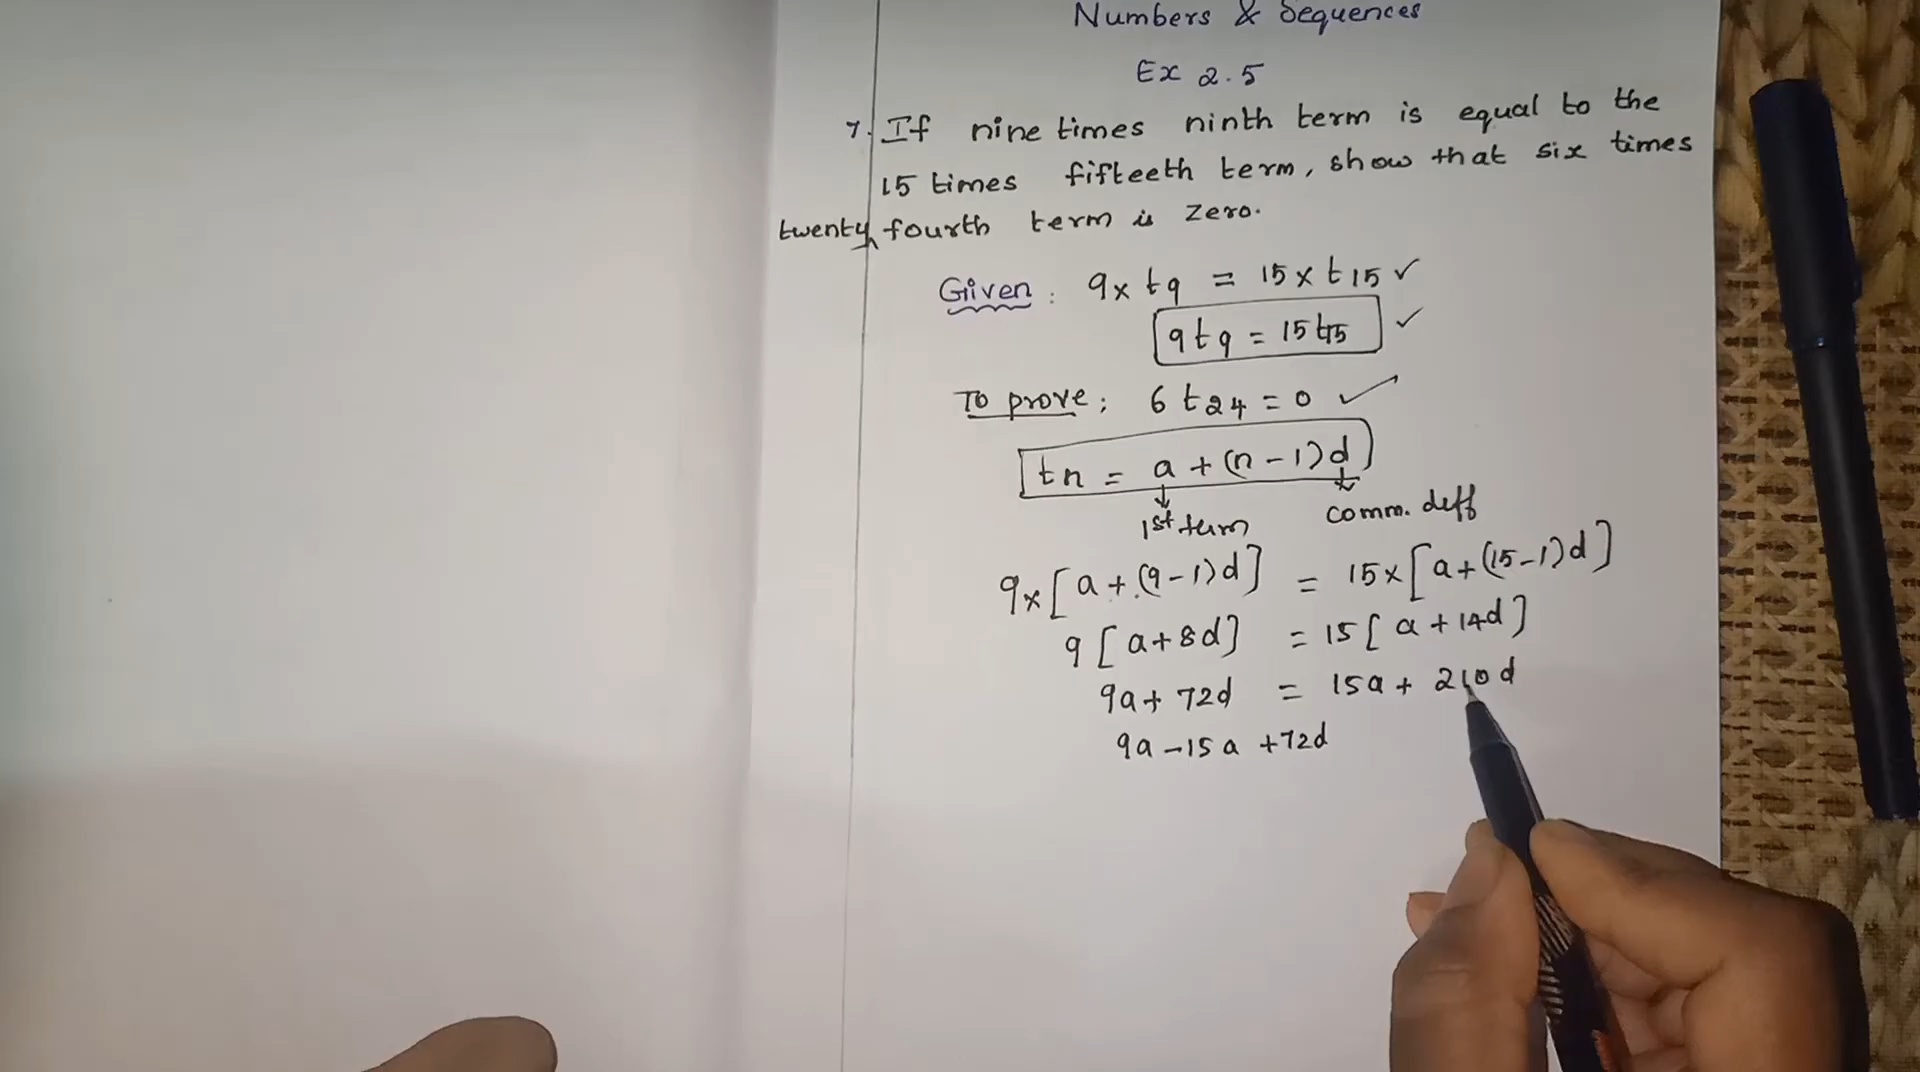 Numbers & Sequences
Ex 2.5
7. If nine times ninth term is equal to the
15 times fifteeth term, show that six times
twenty fourth term is zero.
Given : 9 x t9 = 15 x t15 ✓
9t9 = 15t15 ✓
To prove : 6 t24 = 0 ✓
tn = a + (n - 1) d
1st term comm. deff
9x [a + (9 - 1) d] = 15x [a + (15 - 1) d]
9 [a + 8d] = 15 [a + 14d]
9a + 72d = 15a + 210d
9a - 15a + 72d